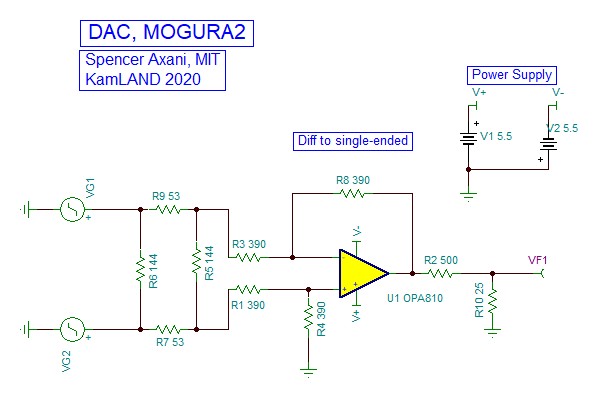 DAC, MOGURA2
Spencer Axani, MIT
KamLAND 2020
Power Supply
V+
V-
+
V1 5.5
V2 5.5
+
Diff to single-ended
VG1
+
R9 53
R8 390
R3 390
V-
R6 144
R5 144
-
R2 500
VF1
R1 390
+
+
U1 OPA810
R10 25
R4 390
V+
VG2
+
R7 53